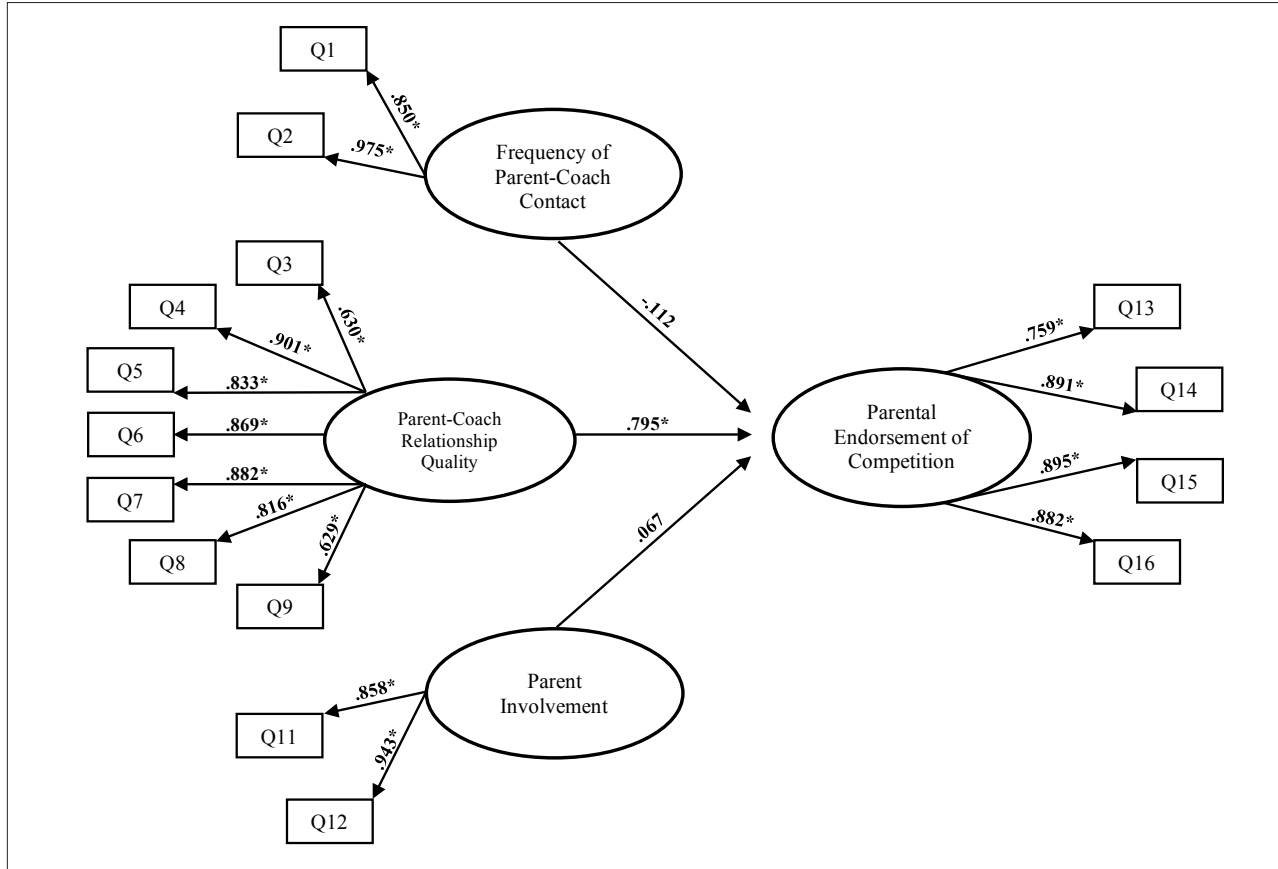 Q1
.850*
Q2
.975*
Frequency of
Parent-Coach
Contact
Q3
.630*
Q4
.901*
Q5
.833*
Q6
.869*
Q7
.882*
Q8
.816*
Q9
.629*
Parent-Coach
Relationship
Quality
-.112
.795*
.067
Parental
Endorsement of
Competition
.759*
Q13
.891*
Q14
.895*
Q15
.882*
Q16
Parent
Involvement
.858*
Q11
.943*
Q12